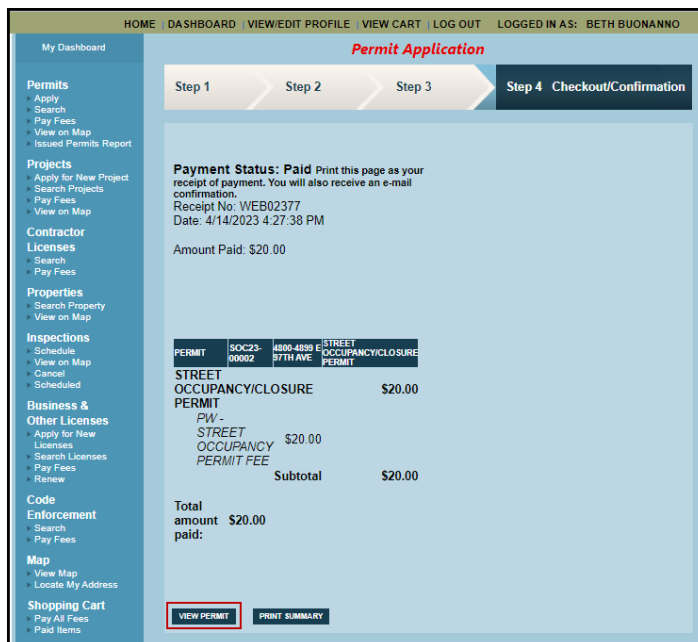 HOME | DASHBOARD | VIEW/EDIT PROFILE | VIEW CART | LOG OUT LOGGED IN AS: BETH BUONANNO
My Dashboard
Permits
Apply
Search
Pay Fees
View on Map
Issued Permits Report
Projects
Apply for New Project
Search Projects
Pay Fees
View on Map
Contractor
Licenses
Search
Pay Fees
Properties
Search Property
View on Map
Inspections
Schedule
View on Map
Cancel
Scheduled
Business &
Other Licenses
Apply for New
Licenses
Search Licenses
Pay Fees
Renew
Code
Enforcement
Search
Pay Fees
Map
View Map
Locate My Address
Shopping Cart
Pay All Fees
Paid Items
Permit Application
Step 1 Step 2 Step 3 Step 4 Checkout/Confirmation
Payment Status: Paid Print this page as your
receipt of payment. You will also receive an e-mail
confirmation.
Receipt No: WEB02377
Date: 4/14/2023 4:27:38 PM
Amount Paid: $20.00
PERMIT SOC23-00002 4800-4899 E 97TH AVE STREET OCCUPANCY/CLOSURE PERMIT
STREET
OCCUPANCY/CLOSURE $20.00
PERMIT
PW -
STREET
OCCUPANCY $20.00
PERMIT FEE
Subtotal $20.00
Total
amount $20.00
paid:
VIEW PERMIT PRINT SUMMARY